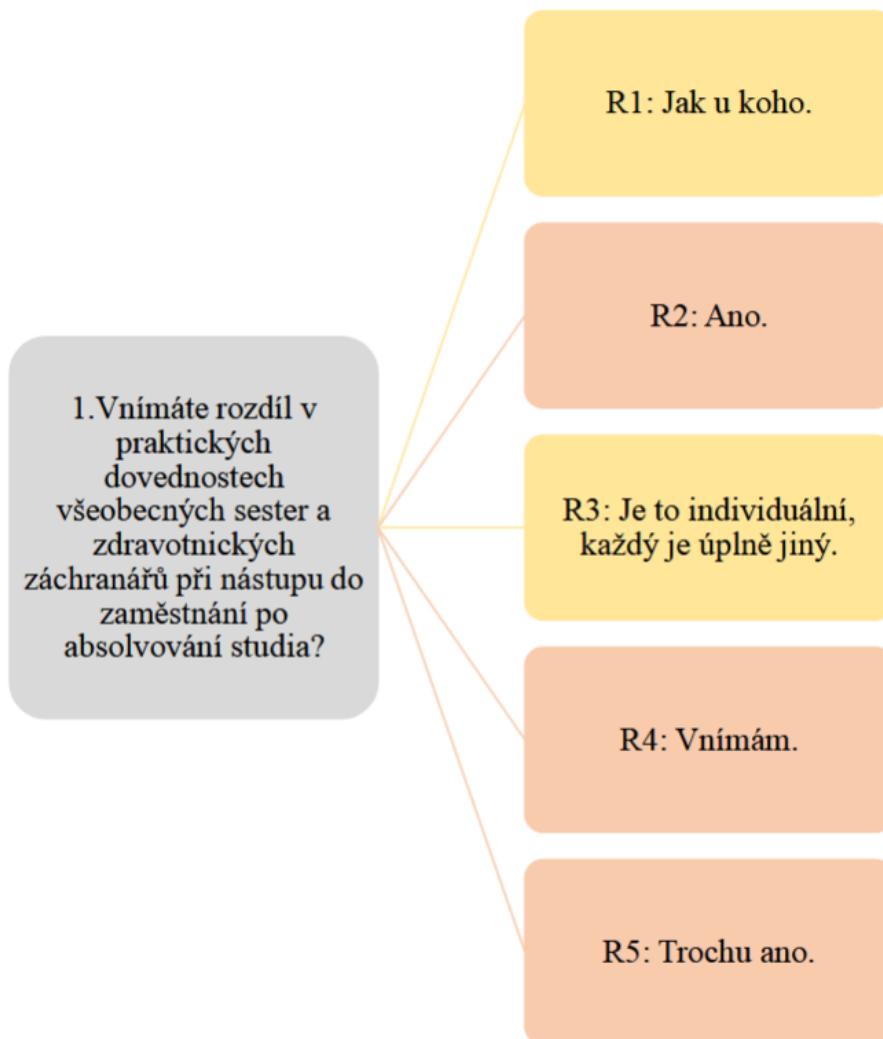 1.Vnímáte rozdíl v
praktických
dovednostech
všeobecných sester a
zdravotnických
záchranářů při nástupu do
zaměstnání po
absolvování studia?
R1: Jak u koho.
R2: Ano.
R3: Je to individuální,
každý je úplně jiný.
R4: Vnímám.
R5: Trochu ano.